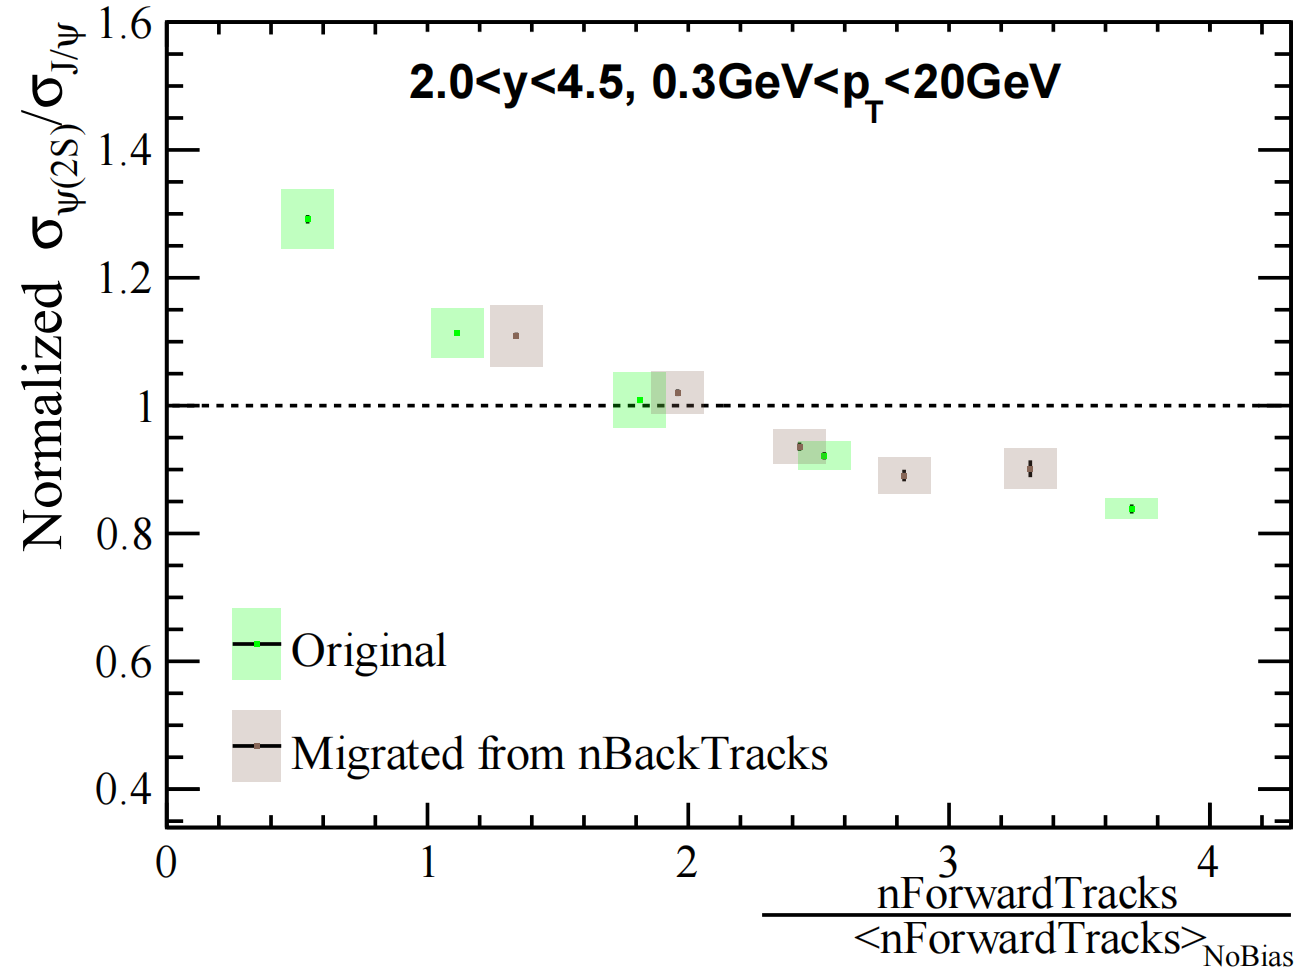 Normalized σψ(2S)/σJ/ψ
2.0<y<4.5, 0.3GeV<pT<20GeV
1.6
1.4
1.2
1
0.8
0.6
0.4
Original
Migrated from nBackTracks
0 1 2 3 4
nForwardTracks
<nForwardTracks>NoBias